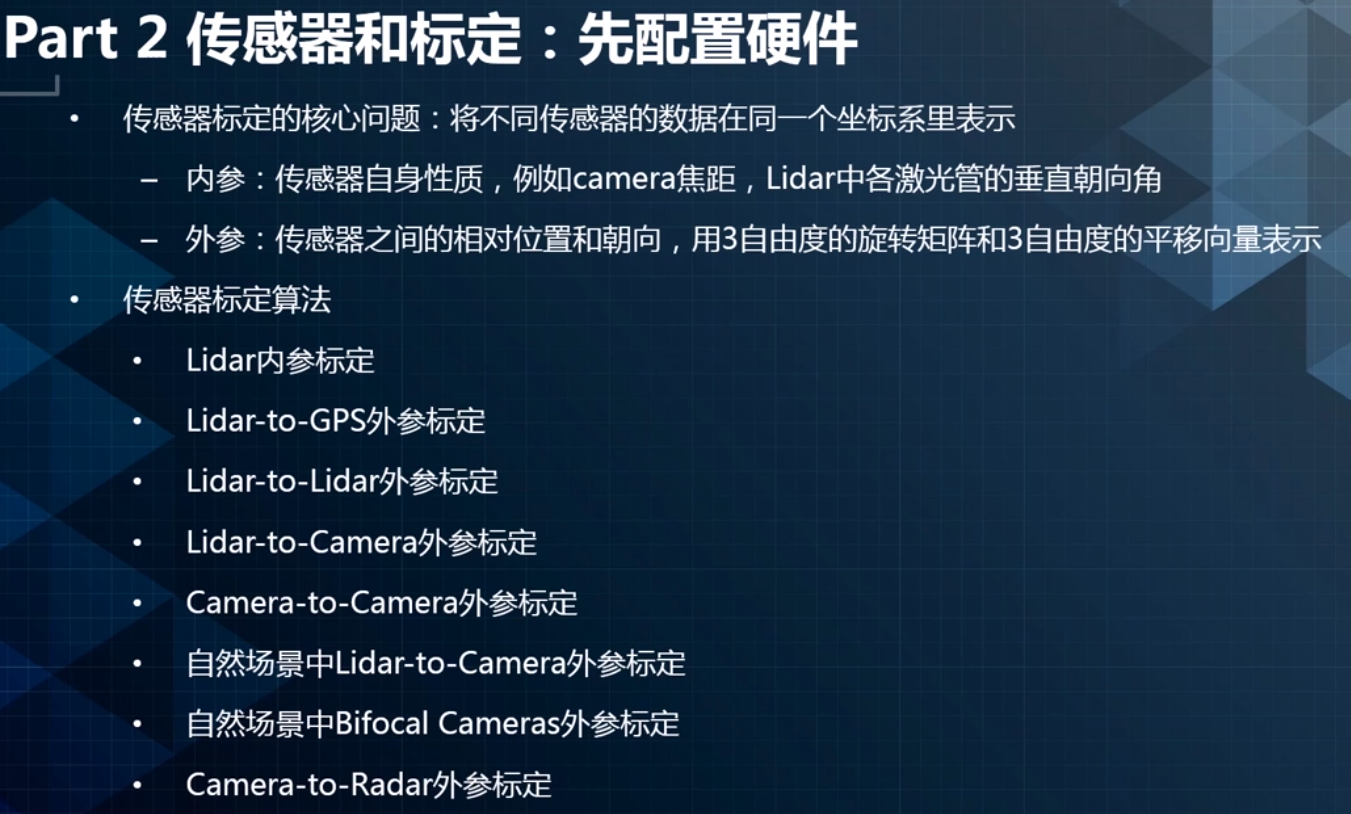 Part 2 传感器和标定：先配置硬件
• 传感器标定的核心问题：将不同传感器的数据在同一个坐标系里表示
– 内参：传感器自身性质，例如camera焦距，Lidar中各激光管的垂直朝向角
– 外参：传感器之间的相对位置和朝向，用3自由度的旋转矩阵和3自由度的平移向量表示
• 传感器标定算法
• Lidar内参标定
• Lidar-to-GPS外参标定
• Lidar-to-Lidar外参标定
• Lidar-to-Camera外参标定
• Camera-to-Camera外参标定
• 自然场景中Lidar-to-Camera外参标定
• 自然场景中Bifocal Cameras外参标定
• Camera-to-Radar外参标定